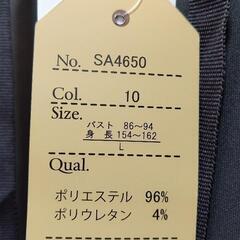 No. SA4650
Col. 10
Size.
バスト 86～94
身長 154～162
L
Qual.
ポリエステル 96%
ポリウレタン 4%